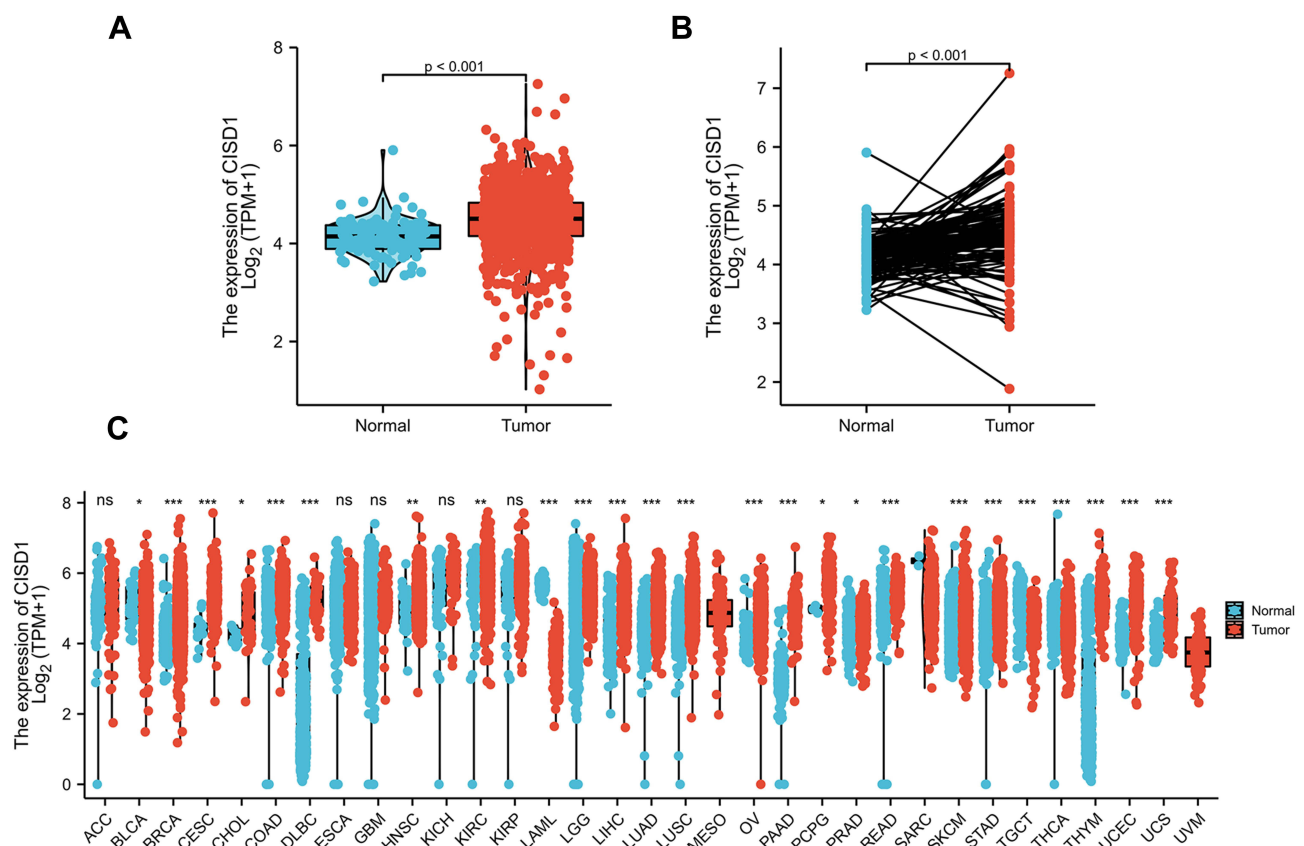 A
8
6
4
2
The expression of CISD1
Log2 (TPM+1)
p < 0.001
Normal
Tumor
B
7
6
5
4
3
2
The expression of CISD1
Log2 (TPM+1)
p < 0.001
Normal
Tumor
C
8
6
4
2
0
The expression of CISD1
Log2 (TPM+1)
ns * *** *** * *** *** ns ns ** ns ** ns *** *** *** *** *** *** *** * * *** *** *** *** *** *** *** ***
ACC BLCA BRCA CESC CHOL COAD DLBC ESCA GBM HNSC KICH KIRC KIRP LAML LGG LIHC LUAD LUSC MESO OV PAAD PCPG PRAD READ SARC SKCM STAD TGCT THCA THYM UCEC UCS UVM
Normal
Tumor